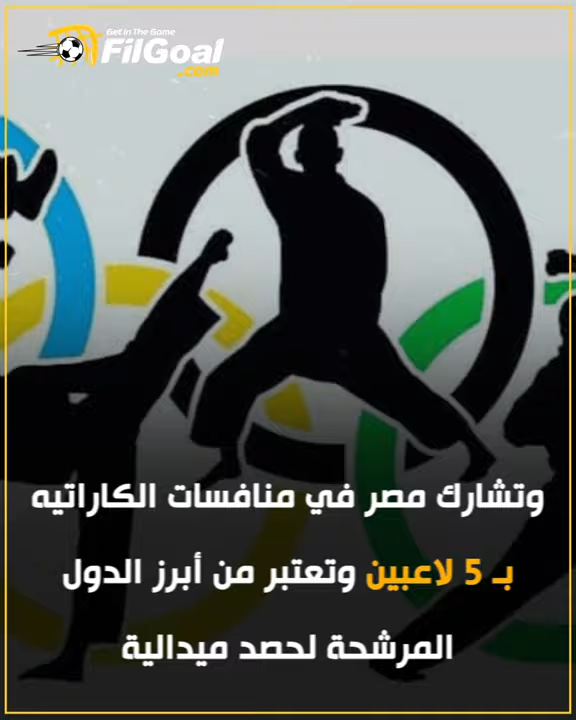 Get In The Game
FilGoal
.com
وتشارك مصر في منافسات الكاراتيه
بـ 5 لاعبين وتعتبر من أبرز الدول
المرشحة لحصد ميدالية